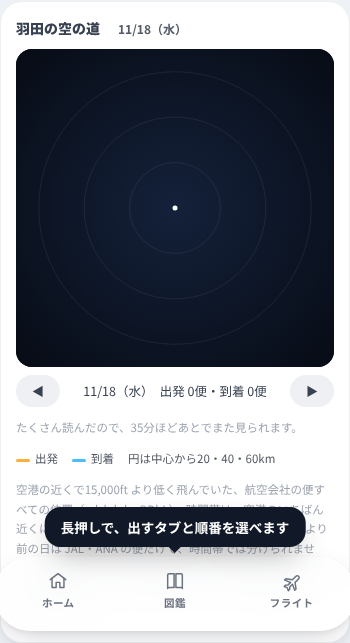 羽田の空の道 11/18（水）
◀ 11/18（水） 出発 0便・到着 0便 ▶
たくさん読んだので、35分ほどあとでまた見られます。
出発 到着 円は中心から20・40・60km
空港の近くで15,000ft より低く飛んでいた、航空会社の便す
べての位置
近く
より
前の日は JAL・ANA の便だけ 時間帯では分けられませ
長押しで、出すタブと順番を選べます
ホーム 図鑑 フライト